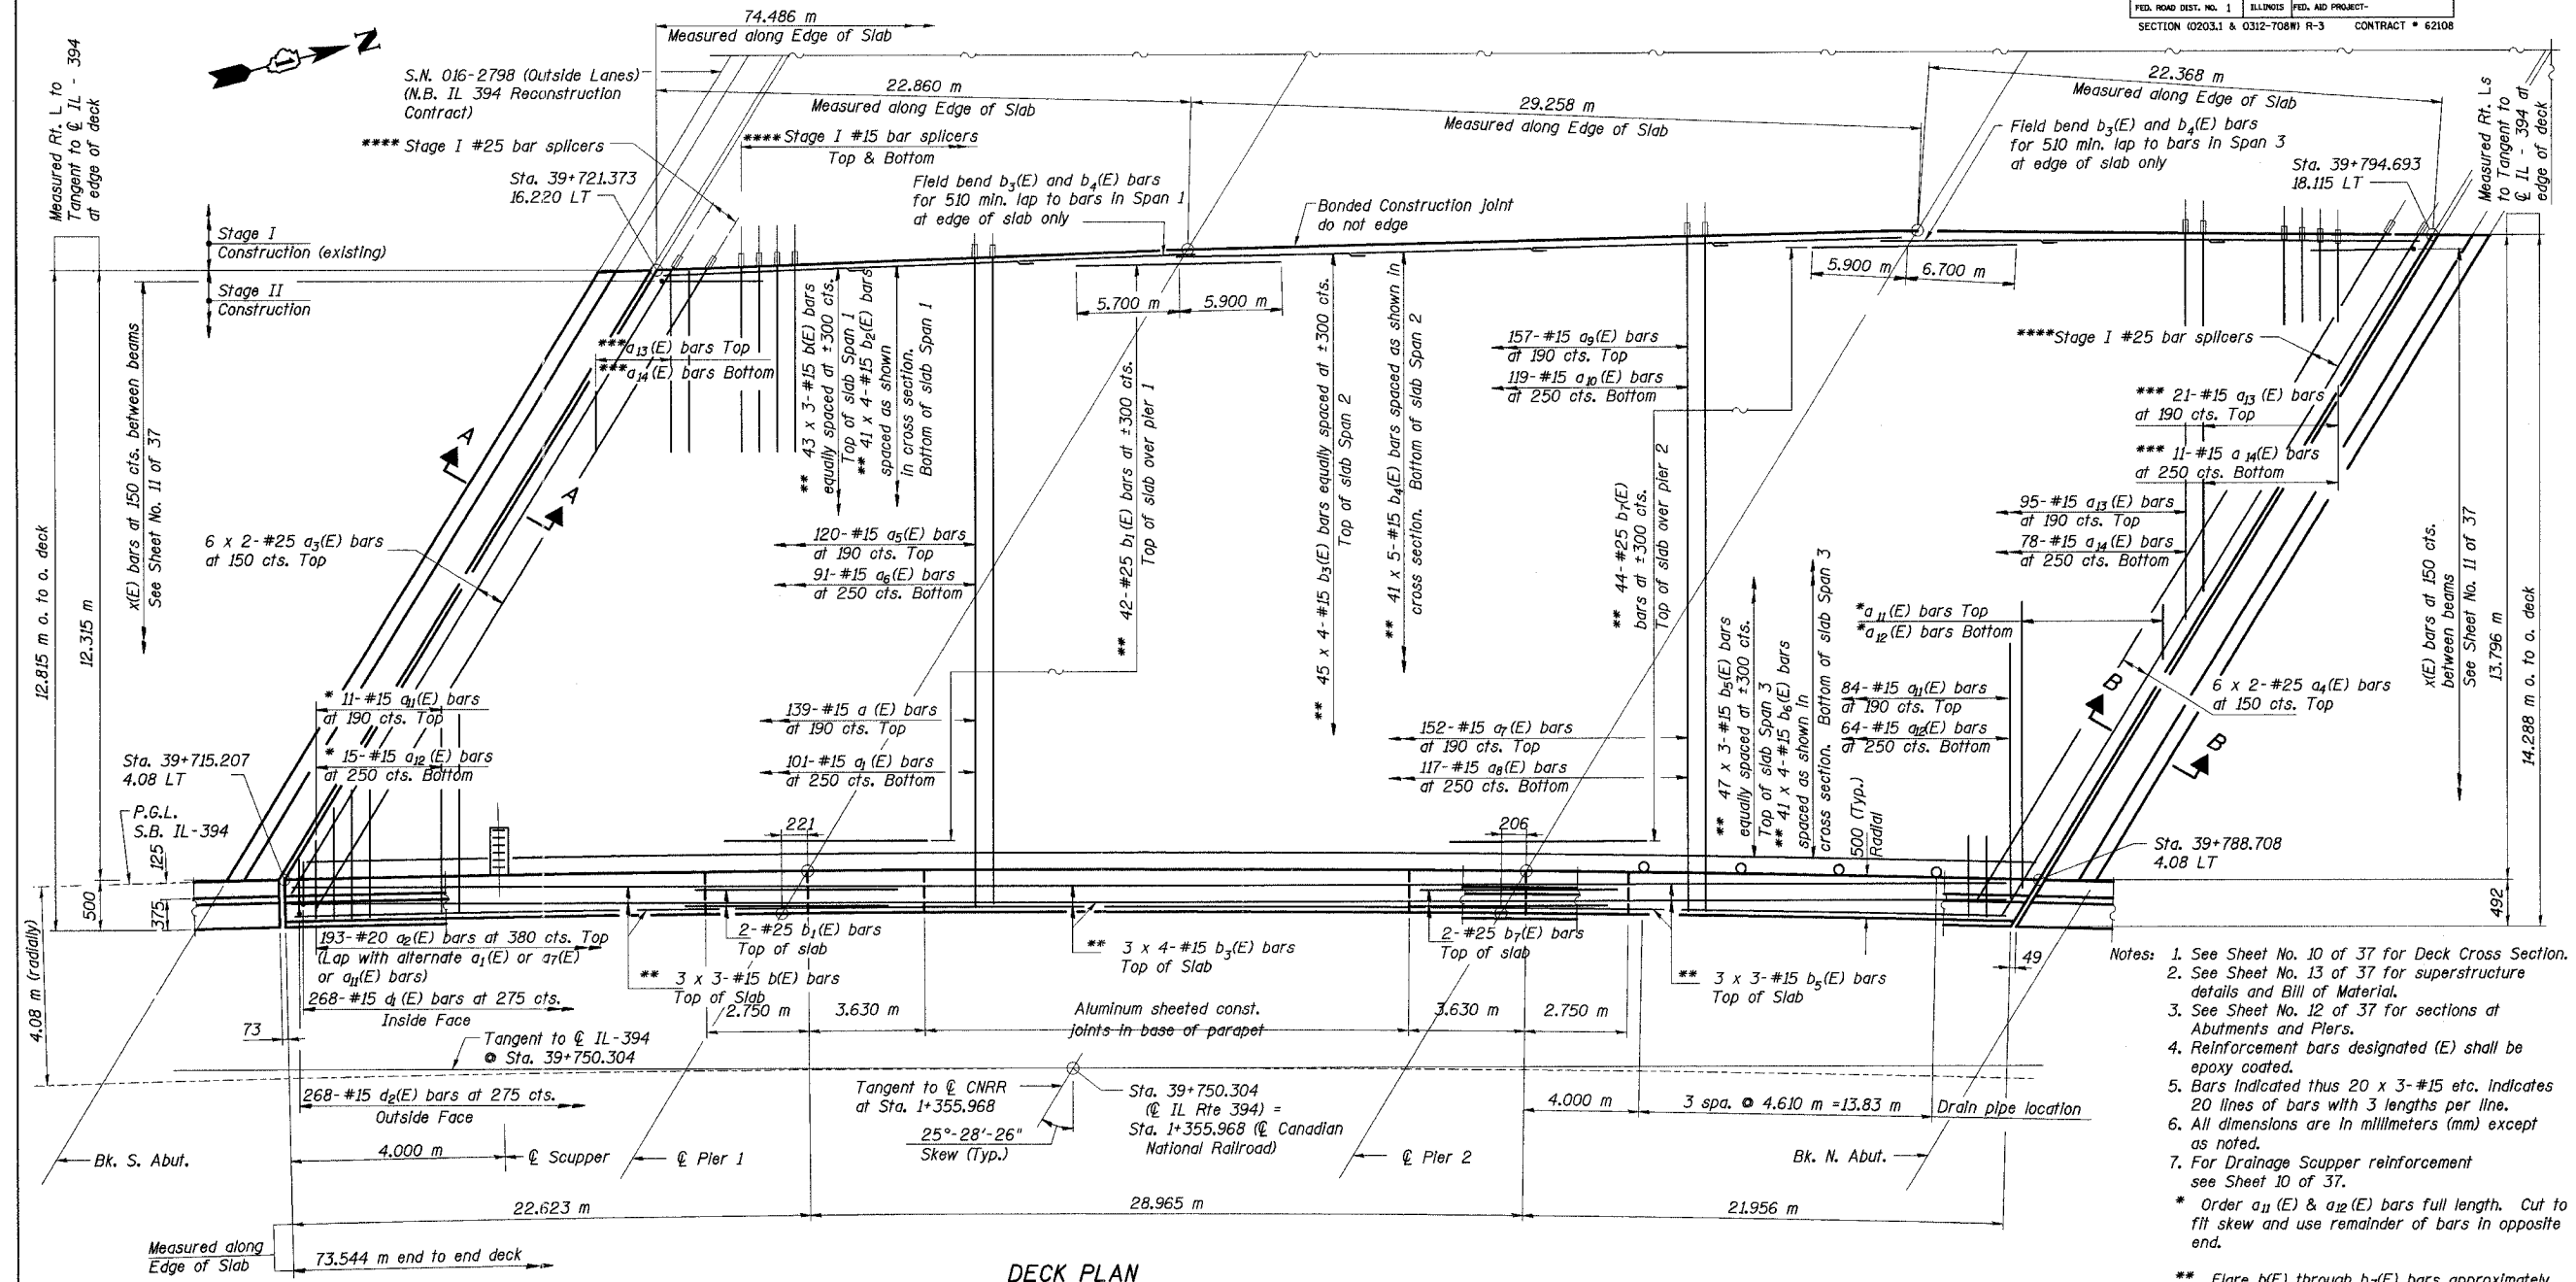 FED. ROAD DIST. NO. 1 ILLINOIS FED. AID PROJECT-
SECTION (0203.1 & 0312-708W) R-3 CONTRACT # 62108
74.486 m
Measured along Edge of Slab
N
1
S.N. 016-2798 (Outside Lanes)
(N.B. IL 394 Reconstruction
Contract)
22.860 m
Measured along Edge of Slab
29.258 m
Measured along Edge of Slab
22.368 m
Measured along Edge of Slab
Measured Rt. L to
Tangent to ℄ IL - 394
at edge of deck
Measured Rt. Ls
to Tangent to
℄ IL - 394 at
edge of deck
**** Stage I #25 bar splicers
**** Stage I #15 bar splicers
Top & Bottom
Sta. 39+721.373
16.220 LT
Field bend b3(E) and b4(E) bars
for 510 min. lap to bars in Span 1
at edge of slab only
Bonded Construction joint
do not edge
Field bend b3(E) and b4(E) bars
for 510 min. lap to bars in Span 3
at edge of slab only
Sta. 39+794.693
18.115 LT
Stage I
Construction (existing)
Stage II
Construction
5.700 m
5.900 m
5.900 m
6.700 m
***a13(E) bars Top
***a14(E) bars Bottom
** 43 x 3-#15 b(E) bars
equally spaced at ±300 cts.
Top of slab Span 1
** 41 x 4-#15 b2(E) bars
spaced as shown
in cross section.
Bottom of slab Span 1
** 42-#25 b1(E) bars at ±300 cts.
Top of slab over pier 1
** 45 x 4-#15 b3(E) bars equally spaced at ±300 cts.
Top of slab Span 2
** 41 x 5-#15 b4(E) bars spaced as shown in
cross section. Bottom of slab Span 2
157-#15 a9(E) bars
at 190 cts. Top
119-#15 a10(E) bars
at 250 cts. Bottom
** 44-#25 b7(E)
bars at ±300 cts.
Top of slab over pier 2
****Stage I #25 bar splicers
*** 21-#15 a13 (E) bars
at 190 cts. Top
*** 11-#15 a14(E) bars
at 250 cts. Bottom
95-#15 a13(E) bars
at 190 cts. Top
78-#15 a14(E) bars
at 250 cts. Bottom
x(E) bars at 150 cts. between beams
See Sheet No. 11 of 37
12.815 m o. to o. deck
12.315 m
A
A
6 x 2-#25 a3(E) bars
at 150 cts. Top
120-#15 a5(E) bars
at 190 cts. Top
91-#15 a6(E) bars
at 250 cts. Bottom
*a11(E) bars Top
*a12(E) bars Bottom
x(E) bars at 150 cts.
between beams
See Sheet No. 11 of 37
13.796 m
14.288 m o. to o. deck
* 11-#15 a11(E) bars
at 190 cts. Top
* 15-#15 a12(E) bars
at 250 cts. Bottom
139-#15 a (E) bars
at 190 cts. Top
101-#15 a1 (E) bars
at 250 cts. Bottom
152-#15 a7(E) bars
at 190 cts. Top
117-#15 a8(E) bars
at 250 cts. Bottom
** 47 x 3-#15 b5(E) bars
equally spaced at ±300 cts.
Top of slab Span 3
** 41 x 4-#15 b6(E) bars
spaced as shown in
cross section. Bottom of slab Span 3
84-#15 a11(E) bars
at 190 cts. Top
64-#15 a12(E) bars
at 250 cts. Bottom
B
B
6 x 2-#25 a4(E) bars
at 150 cts. Top
Sta. 39+715.207
4.08 LT
P.G.L.
S.B. IL-394
125
500
375
221
206
500 (Typ.)
Radial
Sta. 39+788.708
4.08 LT
492
49
4.08 m (radially)
193-#20 a2(E) bars at 380 cts. Top
(Lap with alternate a1(E) or a7(E)
or a11(E) bars)
268-#15 d1 (E) bars at 275 cts.
Inside Face
2-#25 b1(E) bars
Top of slab
** 3 x 3-#15 b(E) bars
Top of Slab
** 3 x 4-#15 b3(E) bars
Top of Slab
2-#25 b7(E) bars
Top of slab
** 3 x 3-#15 b5(E) bars
Top of Slab
73
2.750 m
3.630 m
Aluminum sheeted const.
joints in base of parapet
3.630 m
2.750 m
Tangent to ℄ IL-394
@ Sta. 39+750.304
268-#15 d2(E) bars at 275 cts.
Outside Face
Tangent to ℄ CNRR
at Sta. 1+355.968
25°-28'-26"
Skew (Typ.)
Sta. 39+750.304
(℄ IL Rte 394) =
Sta. 1+355.968 (℄ Canadian
National Railroad)
4.000 m
3 spa. @ 4.610 m =13.83 m
Drain pipe location
Bk. S. Abut.
4.000 m
℄ Scupper
℄ Pier 1
℄ Pier 2
Bk. N. Abut.
22.623 m
28.965 m
21.956 m
Measured along
Edge of Slab
73.544 m end to end deck
DECK PLAN
Notes: 1. See Sheet No. 10 of 37 for Deck Cross Section.
2. See Sheet No. 13 of 37 for superstructure
details and Bill of Material.
3. See Sheet No. 12 of 37 for sections at
Abutments and Piers.
4. Reinforcement bars designated (E) shall be
epoxy coated.
5. Bars indicated thus 20 x 3-#15 etc. indicates
20 lines of bars with 3 lengths per line.
6. All dimensions are in millimeters (mm) except
as noted.
7. For Drainage Scupper reinforcement
see Sheet 10 of 37.
* Order a11 (E) & a12 (E) bars full length. Cut to
fit skew and use remainder of bars in opposite
end.
** Flare b(E) through b7(E) bars approximately